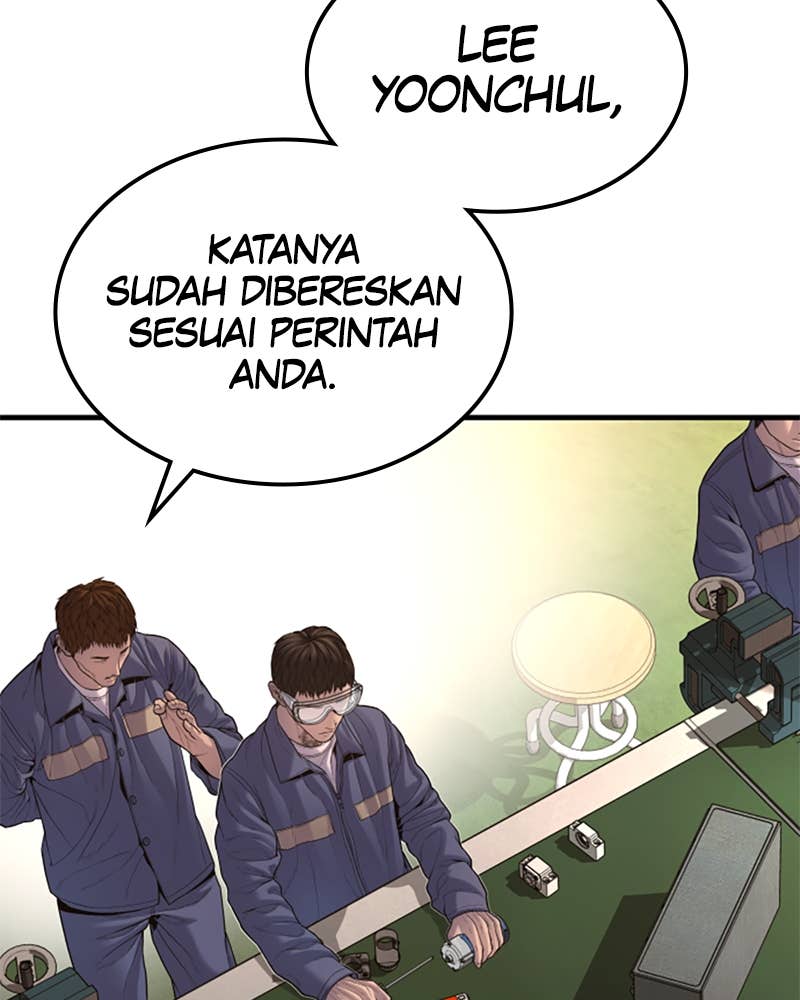 LEE
YOONCHUL,
KATANYA
SUDAH DIBERESKAN
SESUAI PERINTAH
ANDA.